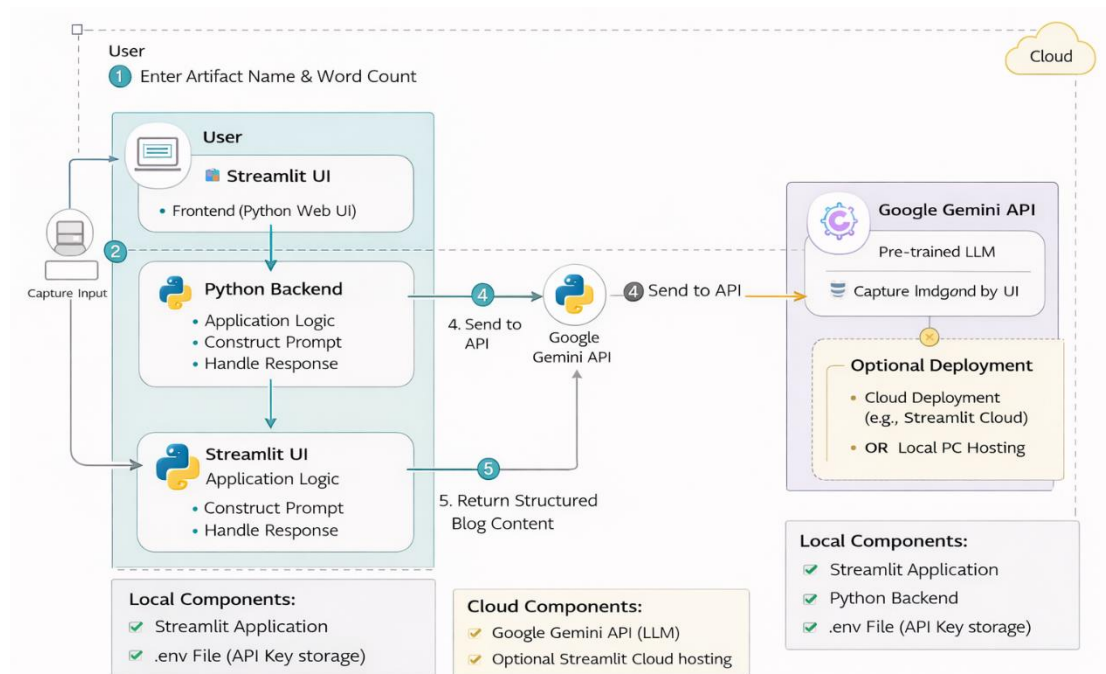 User
1 Enter Artifact Name & Word Count
Cloud
User
Streamlit UI
• Frontend (Python Web UI)
2
Capture Input
Python Backend
• Application Logic
• Construct Prompt
• Handle Response
4
4. Send to
API
Google
Gemini API
4 Send to API
Google Gemini API
Pre-trained LLM
Capture lmdgond by UI
Optional Deployment
• Cloud Deployment
(e.g., Streamlit Cloud)
• OR Local PC Hosting
Streamlit UI
Application Logic
• Construct Prompt
• Handle Response
5
5. Return Structured
Blog Content
Local Components:
Streamlit Application
.env File (API Key storage)
Cloud Components:
Google Gemini API (LLM)
Optional Streamlit Cloud hosting
Local Components:
Streamlit Application
Python Backend
.env File (API Key storage)